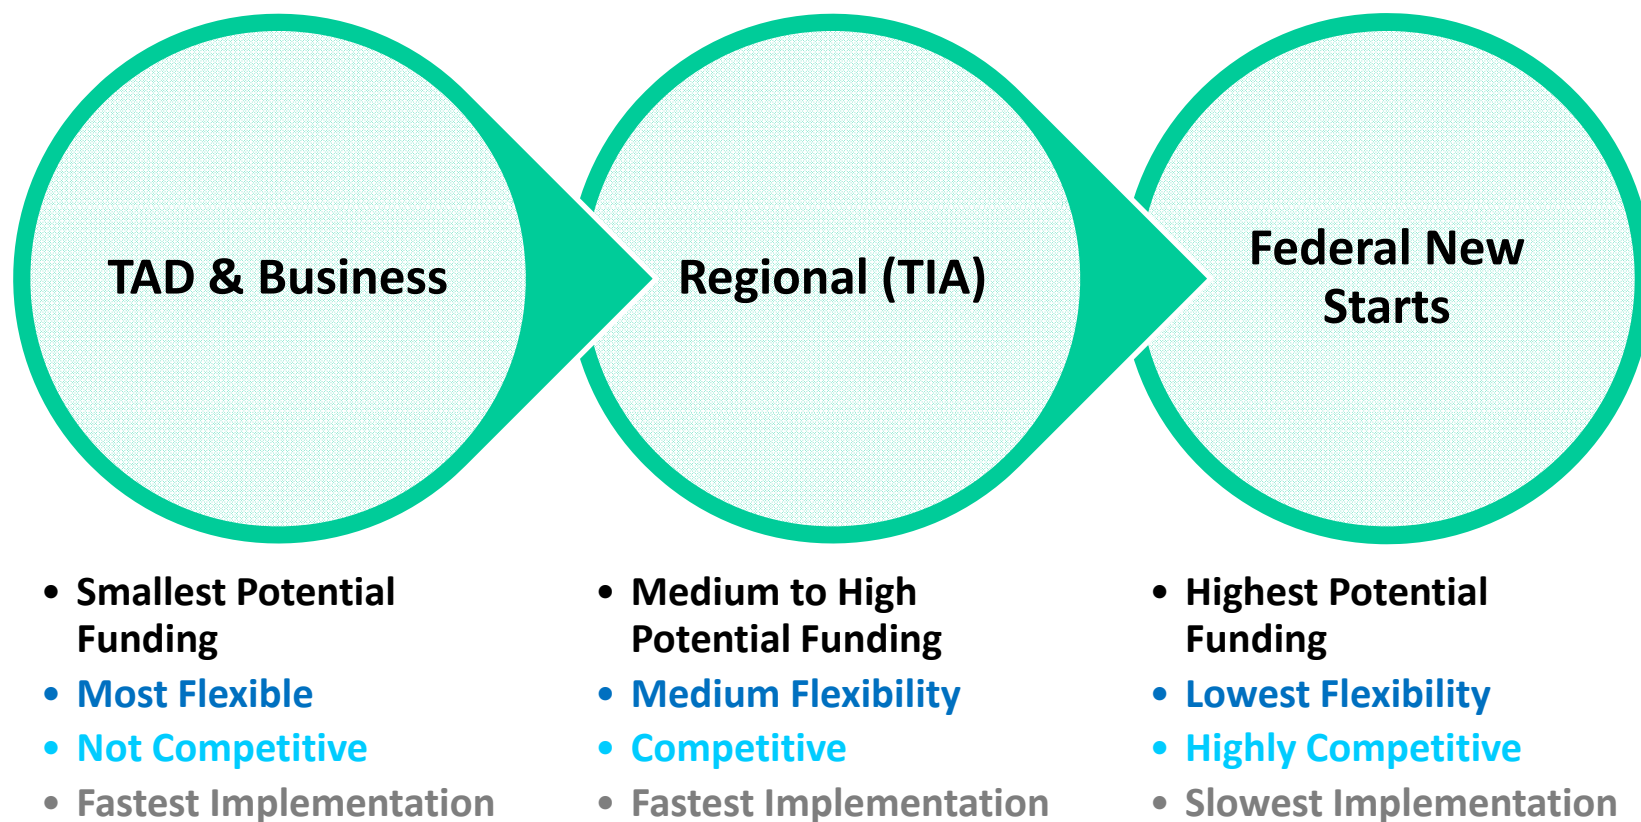 TAD & Business
Regional (TIA)
Federal New
Starts
• Smallest Potential
Funding
• Most Flexible
• Not Competitive
• Fastest Implementation
• Medium to High
Potential Funding
• Medium Flexibility
• Competitive
• Fastest Implementation
• Highest Potential
Funding
• Lowest Flexibility
• Highly Competitive
• Slowest Implementation